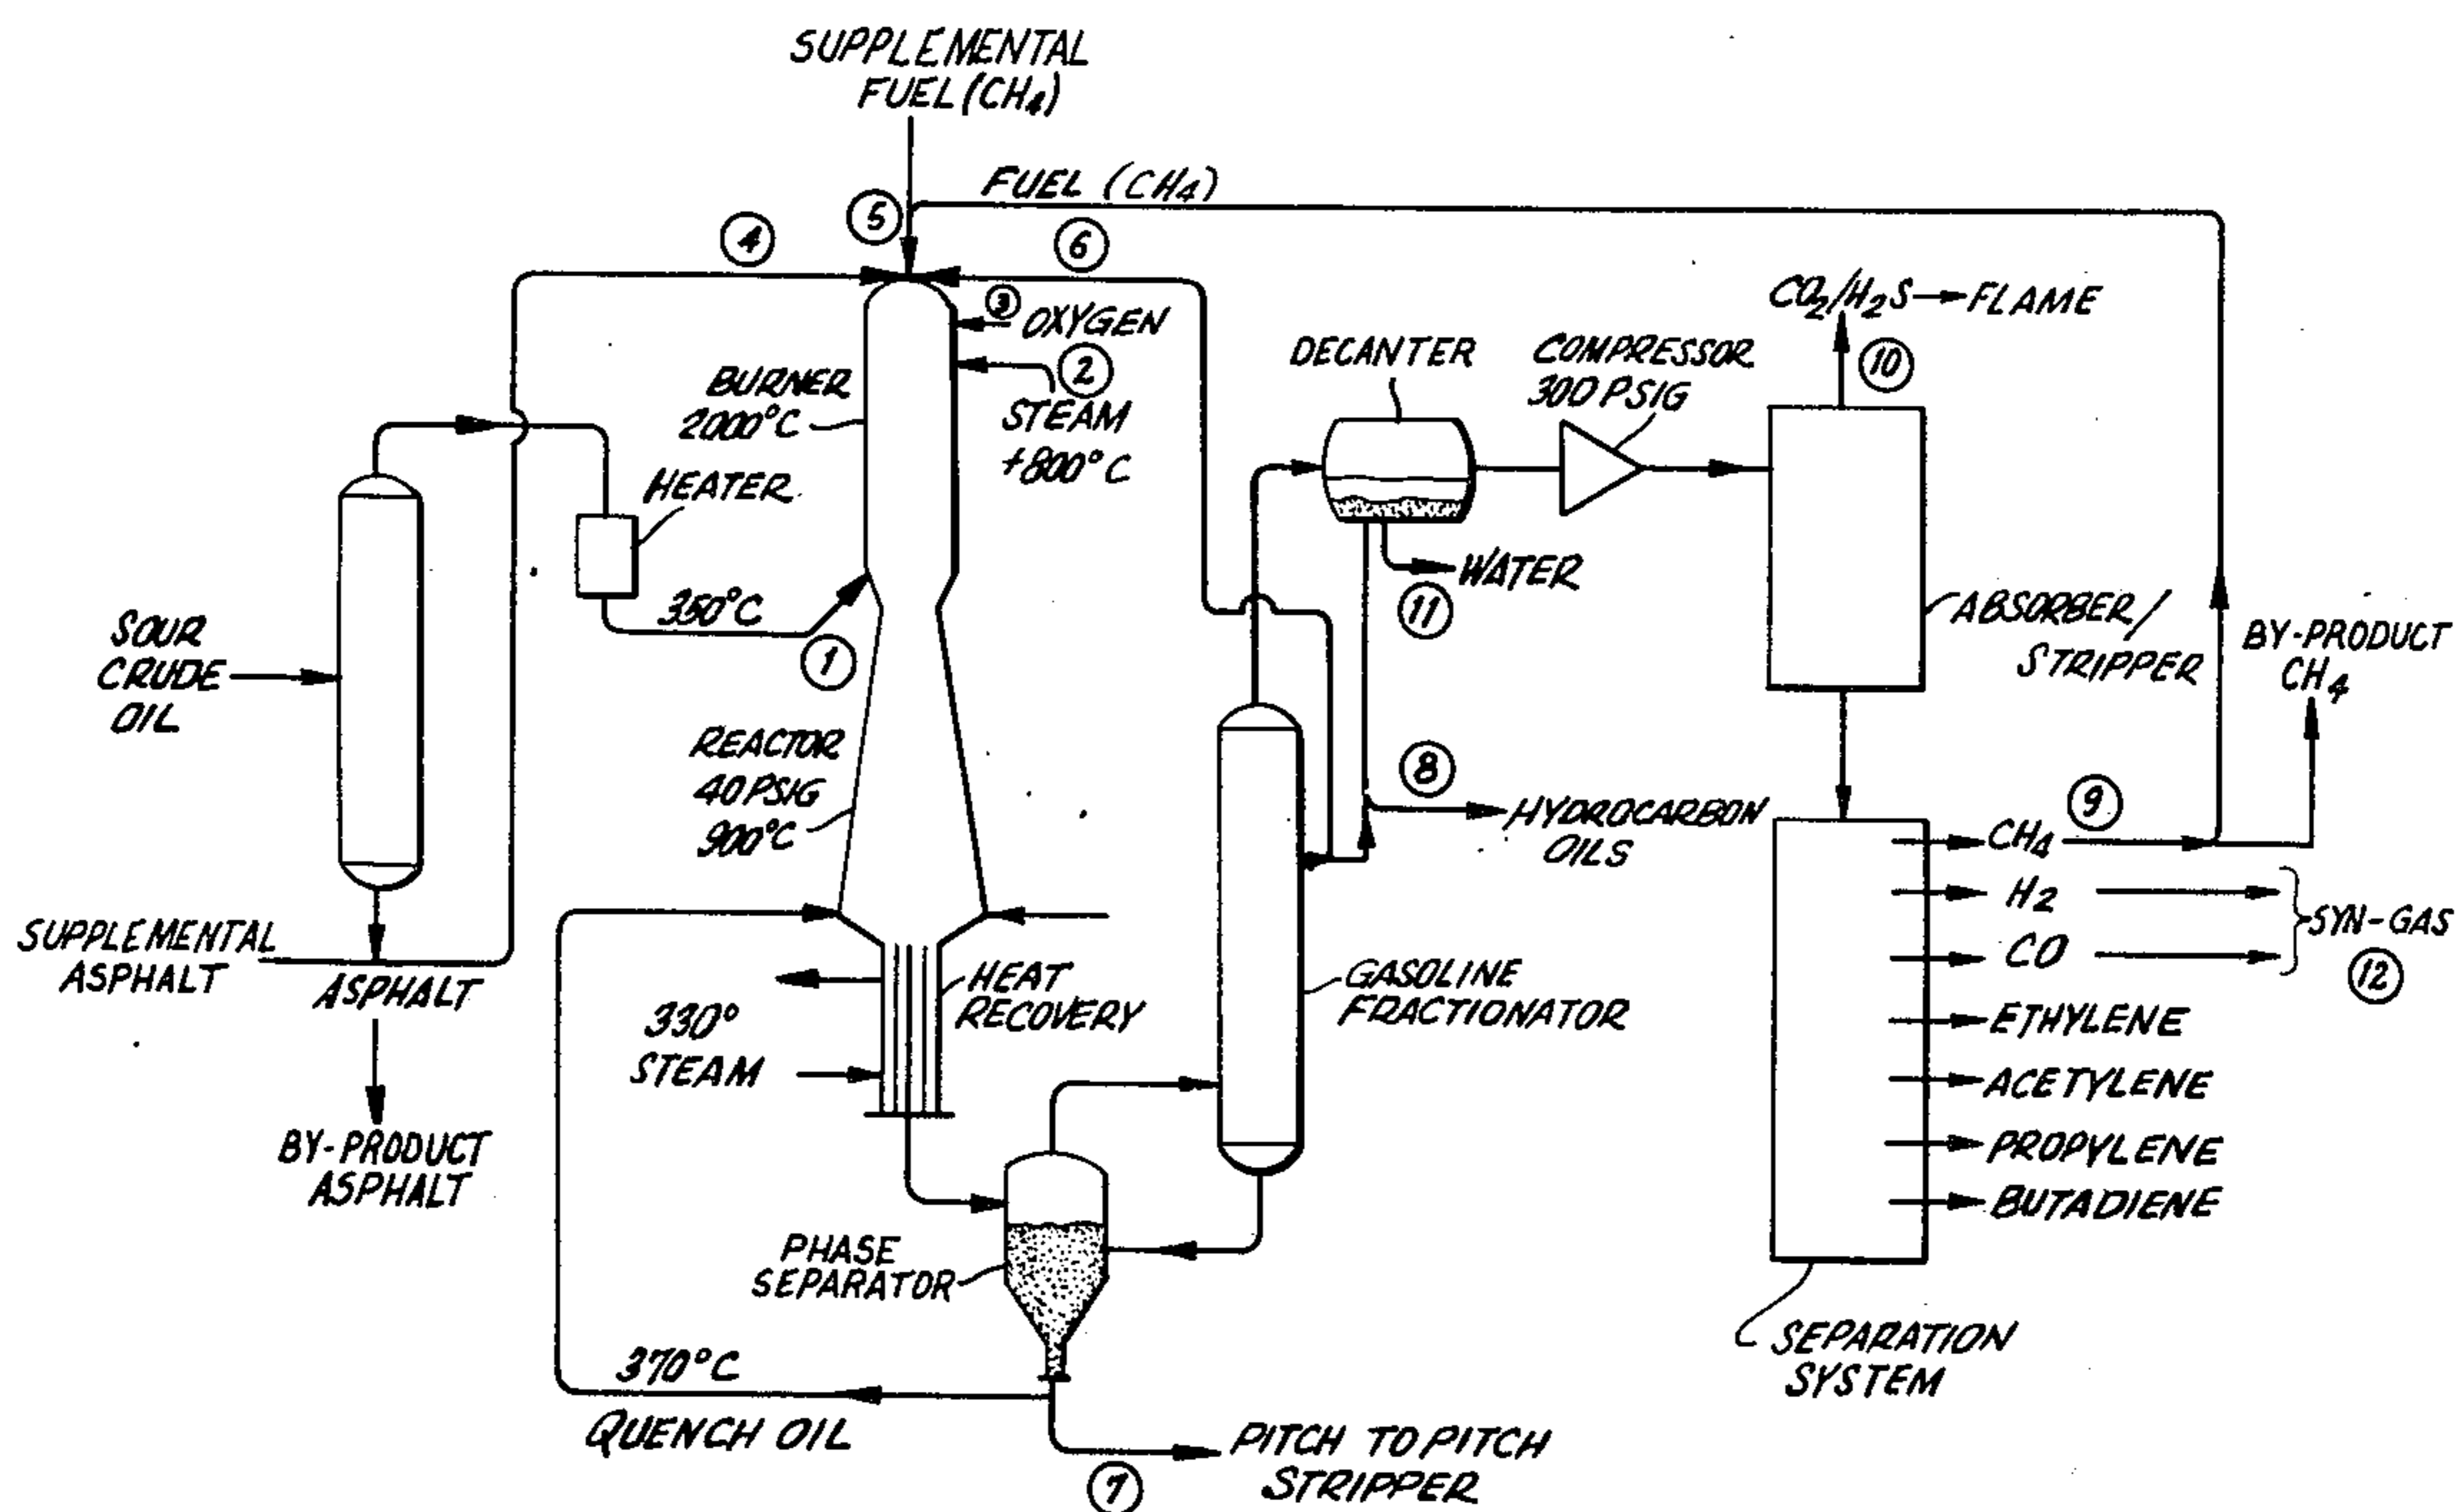 SUPPLEMENTAL
FUEL (CH4)
FUEL (CH4)
5
4
6
3
OXYGEN
2
STEAM
+800°C
BURNER
2000°C
CO2/H2S → FLAME
10
DECANTER
COMPRESSOR
300 PSIG
HEATER
WATER
11
350°C
1
SOUR
CRUDE
OIL
ABSORBER/
STRIPPER
BY-PRODUCT
CH4
REACTOR
40 PSIG
900°C
8
HYDROCARBON
OILS
9
CH4
H2
CO
SYN-GAS
12
ETHYLENE
ACETYLENE
PROPYLENE
BUTADIENE
SUPPLEMENTAL
ASPHALT
ASPHALT
HEAT
RECOVERY
GASOLINE
FRACTIONATOR
330°
STEAM
BY-PRODUCT
ASPHALT
PHASE
SEPARATOR
SEPARATION
SYSTEM
370°C
QUENCH OIL
PITCH TO PITCH
STRIPPER
7